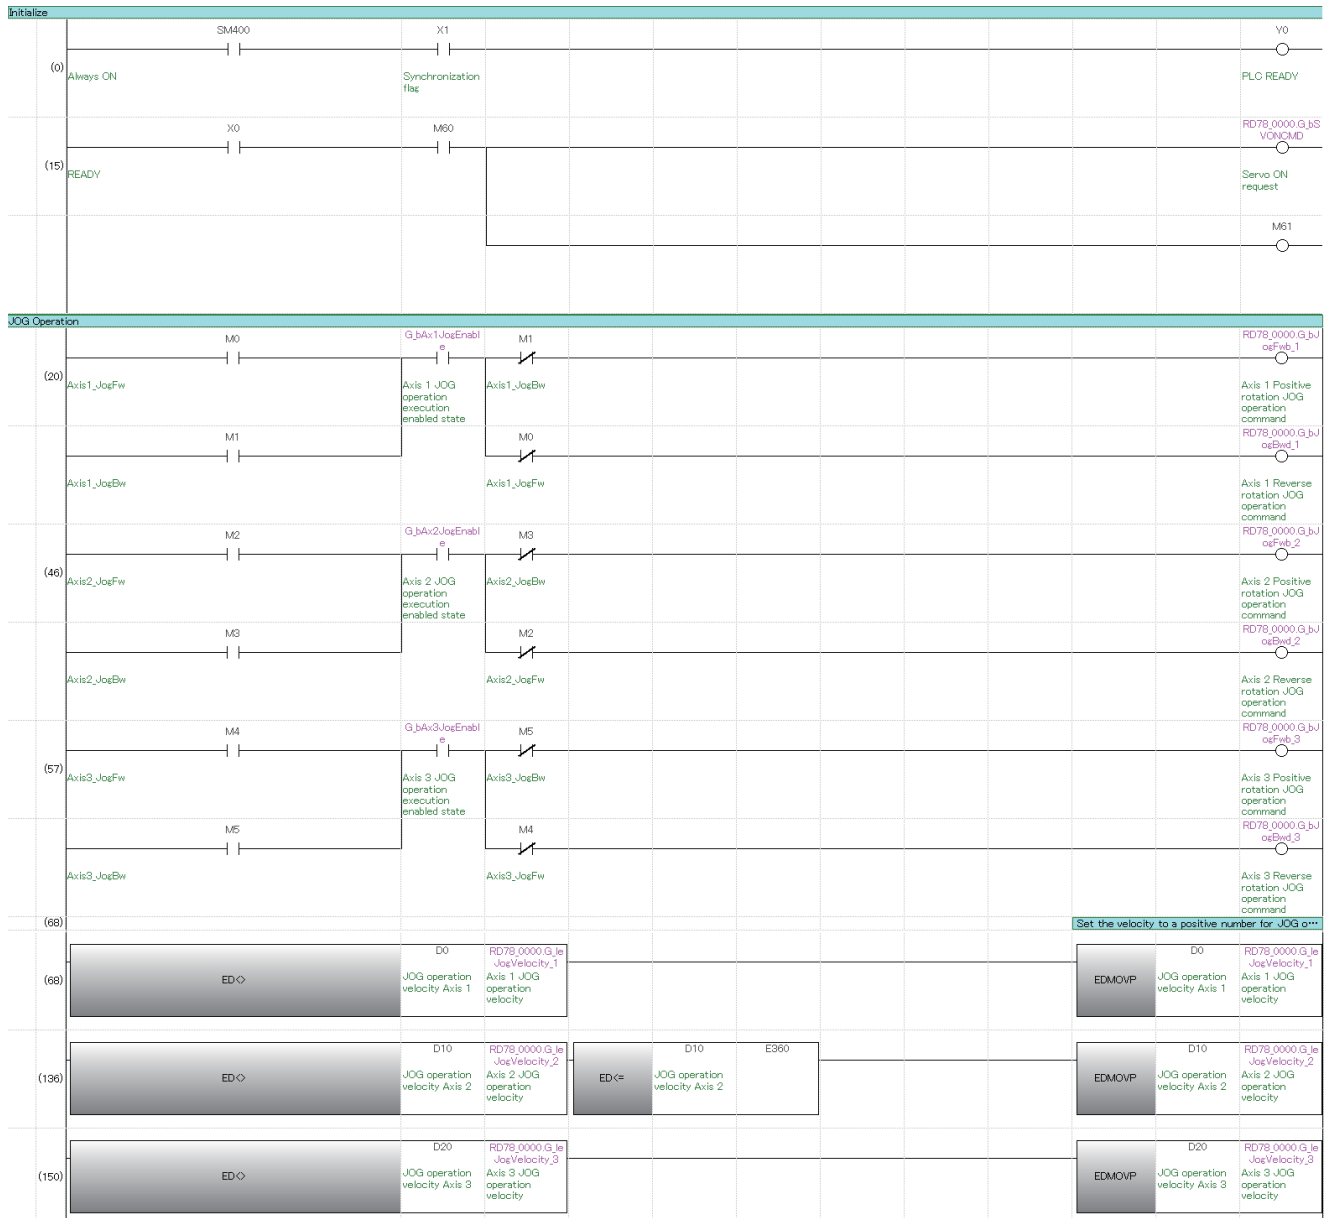 Initialize
SM400 X1 Y0
(0)
Always ON Synchronization PLC READY
flag
X0 M60 RD78_0000.G_bS
VONCMD
(15)
READY Servo ON
request
M61
JOG Operation
M0 G_bAx1JogEnabl M1 RD78_0000.G_bJ
e ogFwb_1
(20)
Axis1_JogFw Axis 1 JOG Axis1_JogBw Axis 1 Positive
operation rotation JOG
execution operation
enabled state command
M1 M0 RD78_0000.G_bJ
ogBwd_1
Axis1_JogBw Axis1_JogFw Axis 1 Reverse
rotation JOG
operation
command
M2 G_bAx2JogEnabl M3 RD78_0000.G_bJ
e ogFwb_2
(46)
Axis2_JogFw Axis 2 JOG Axis2_JogBw Axis 2 Positive
operation rotation JOG
execution operation
enabled state command
M3 M2 RD78_0000.G_bJ
ogBwd_2
Axis2_JogBw Axis2_JogFw Axis 2 Reverse
rotation JOG
operation
command
M4 G_bAx3JogEnabl M5 RD78_0000.G_bJ
e ogFwb_3
(57)
Axis3_JogFw Axis 3 JOG Axis3_JogBw Axis 3 Positive
operation rotation JOG
execution operation
enabled state command
M5 M4 RD78_0000.G_bJ
ogBwd_3
Axis3_JogBw Axis3_JogFw Axis 3 Reverse
rotation JOG
operation
command
(68) Set the velocity to a positive number for JOG o…
D0 RD78_0000.G_le D0 RD78_0000.G_le
JogVelocity_1 JogVelocity_1
(68) ED<> JOG operation Axis 1 JOG EDMOVP JOG operation Axis 1 JOG
velocity Axis 1 operation velocity Axis 1 operation
velocity velocity
D10 RD78_0000.G_le D10 E360 D10 RD78_0000.G_le
JogVelocity_2 JogVelocity_2
(136) ED<> JOG operation Axis 2 JOG ED<= JOG operation EDMOVP JOG operation Axis 2 JOG
velocity Axis 2 operation velocity Axis 2 velocity Axis 2 operation
velocity velocity
D20 RD78_0000.G_le D20 RD78_0000.G_le
JogVelocity_3 JogVelocity_3
(150) ED<> JOG operation Axis 3 JOG EDMOVP JOG operation Axis 3 JOG
velocity Axis 3 operation velocity Axis 3 operation
velocity velocity